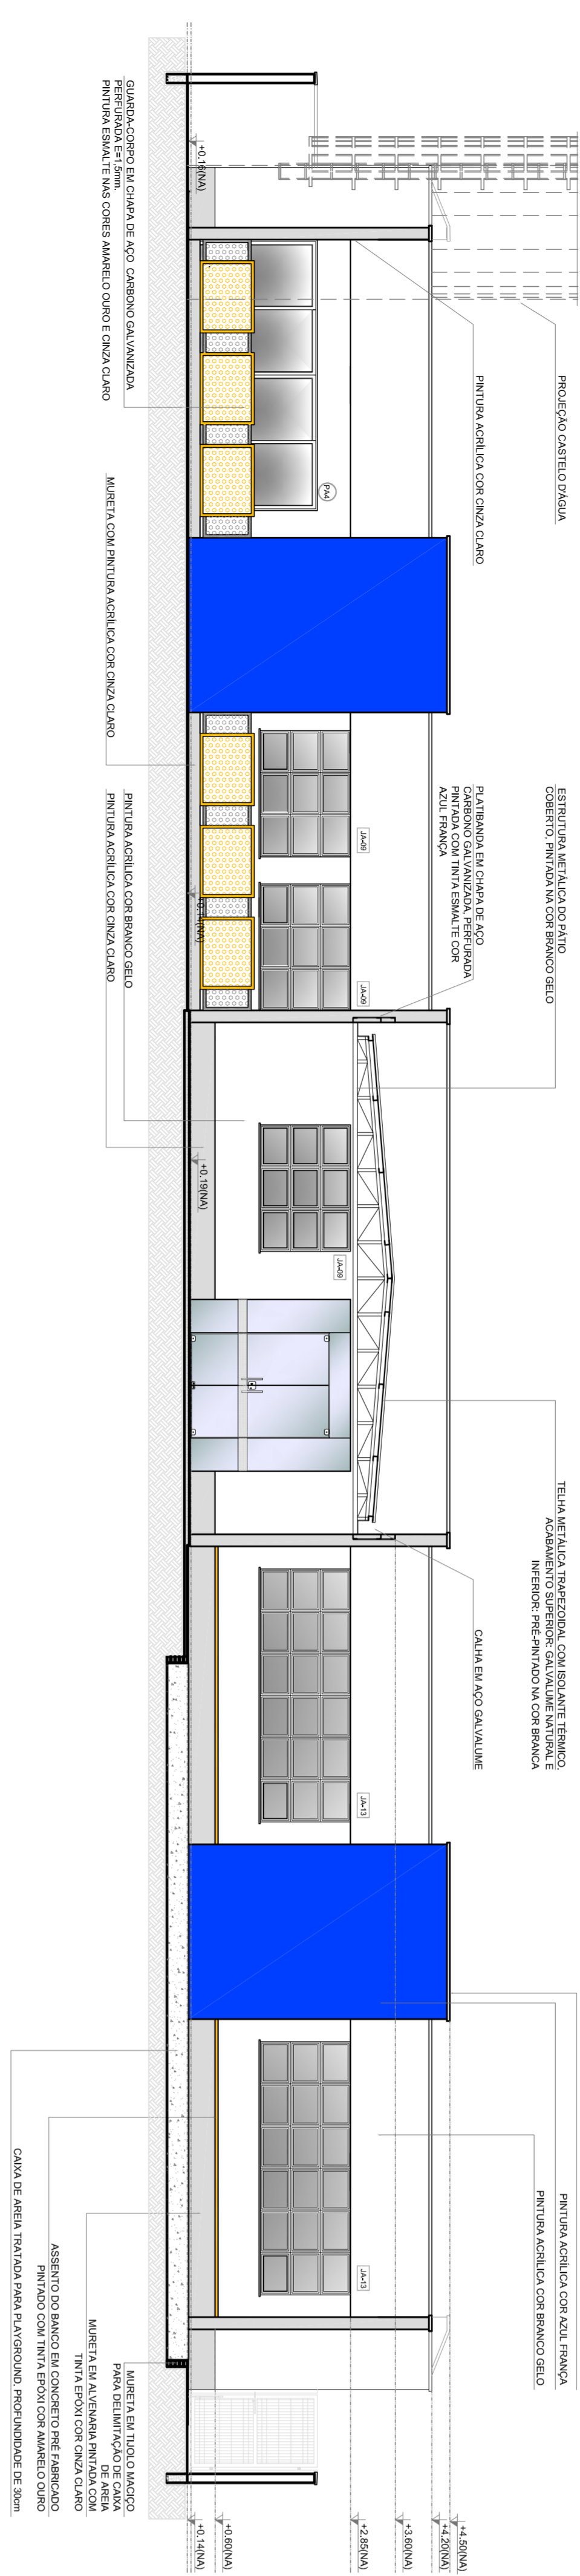 PROJEÇÃO CASTELO D'ÁGUA
PINTURA ACRÍLICA COR CINZA CLARO
ESTRUTURA METÁLICA DO PÁTIO
COBERTO, PINTADA NA COR BRANCO GELO
PLATIBANDA EM CHAPA DE AÇO
CARBONO GALVANIZADA, PERFURADA
PINTADA COM TINTA ESMALTE COR
AZUL FRANÇA
TELHA METÁLICA TRAPEZOIDAL COM ISOLANTE TÉRMICO,
ACABAMENTO SUPERIOR: GALVALUME NATURAL E
INFERIOR: PRÉ-PINTADO NA COR BRANCA
CALHA EM AÇO GALVALUME
PINTURA ACRÍLICA COR AZUL FRANÇA
PINTURA ACRÍLICA COR BRANCO GELO
+4.50(NA)
+4.20(NA)
+3.60(NA)
+2.85(NA)
+0.60(NA)
+0.14(NA)
PA4
JA-09
JA-09
JA-09
JA-13
JA-13
+0.16(NA)
+0.14(NA)
+0.19(NA)
GUARDA-CORPO EM CHAPA DE AÇO CARBONO GALVANIZADA
PERFURADA E=1,5mm.
PINTURA ESMALTE NAS CORES AMARELO OURO E CINZA CLARO
MURETA COM PINTURA ACRÍLICA COR CINZA CLARO
PINTURA ACRÍLICA COR BRANCO GELO
PINTURA ACRÍLICA COR CINZA CLARO
MURETA EM TIJOLO MACIÇO
PARA DELIMITAÇÃO DE CAIXA
DE AREIA
MURETA EM ALVENARIA PINTADA COM
TINTA EPÓXI COR CINZA CLARO
ASSENTO DO BANCO EM CONCRETO PRÉ FABRICADO
PINTADO COM TINTA EPÓXI COR AMARELO OURO
CAIXA DE AREIA TRATADA PARA PLAYGROUND, PROFUNDIDADE DE 30cm